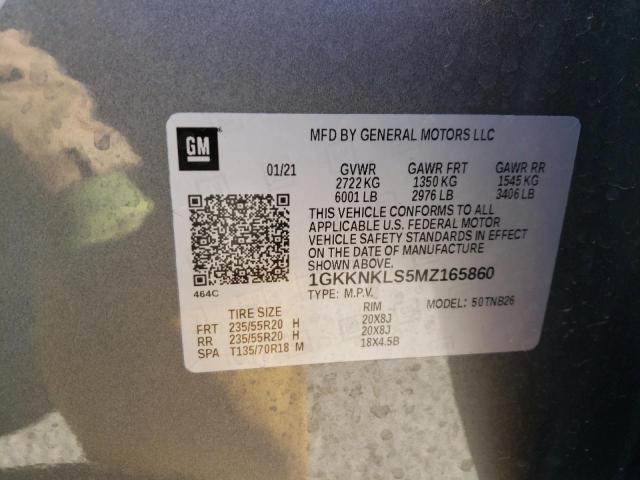 GM
MFD BY GENERAL MOTORS LLC
01/21 GVWR GAWR FRT GAWR RR
2722 KG 1350 KG 1545 KG
6001 LB 2976 LB 3406 LB
THIS VEHICLE CONFORMS TO ALL
APPLICABLE U.S. FEDERAL MOTOR
VEHICLE SAFETY STANDARDS IN EFFECT
ON THE DATE OF MANUFACTURE
SHOWN ABOVE.
1GKKNKLS5MZ165860
464C
TYPE: M.P.V. MODEL: 50TNB26
TIRE SIZE RIM
FRT 235/55R20 H 20X8J
RR 235/55R20 H 20X8J
SPA T135/70R18 M 18X4.5B